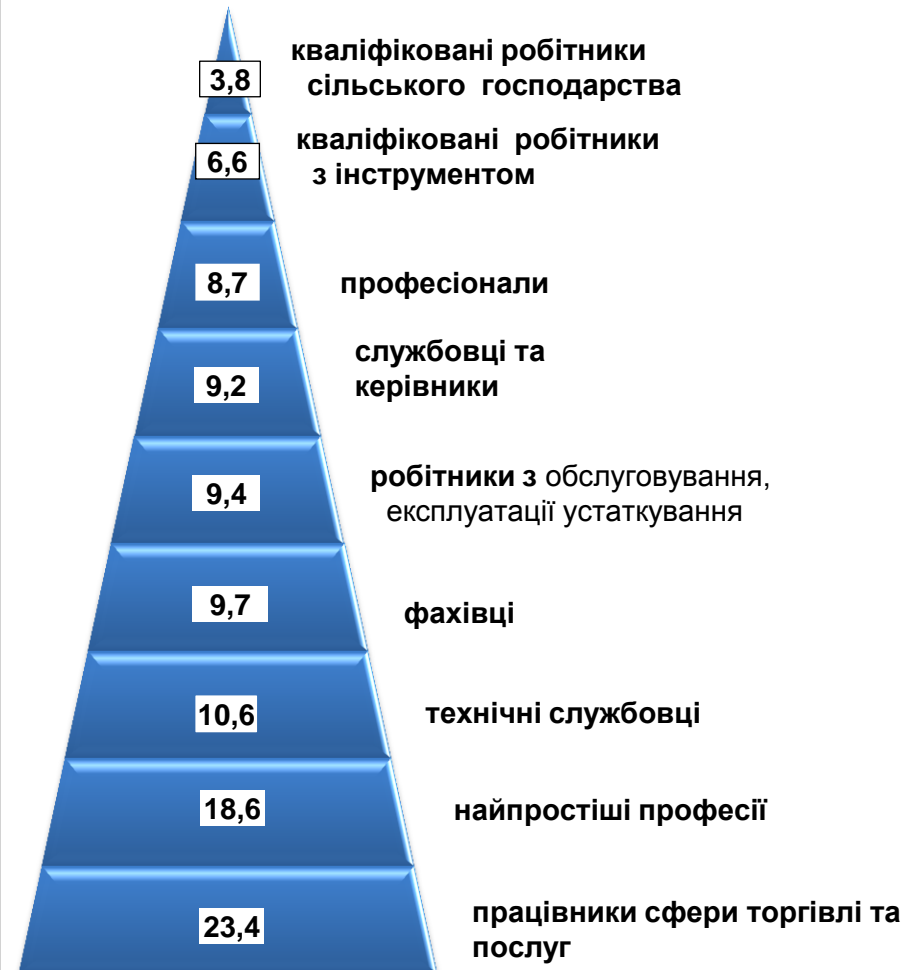 кваліфіковані робітники
сільського господарства
3,8
кваліфіковані робітники
з інструментом
6,6
професіонали
8,7
службовці та
керівники
9,2
робітники з обслуговування,
експлуатації устаткування
9,4
фахівці
9,7
технічні службовці
10,6
найпростіші професії
18,6
працівники сфери торгівлі та
послуг
23,4